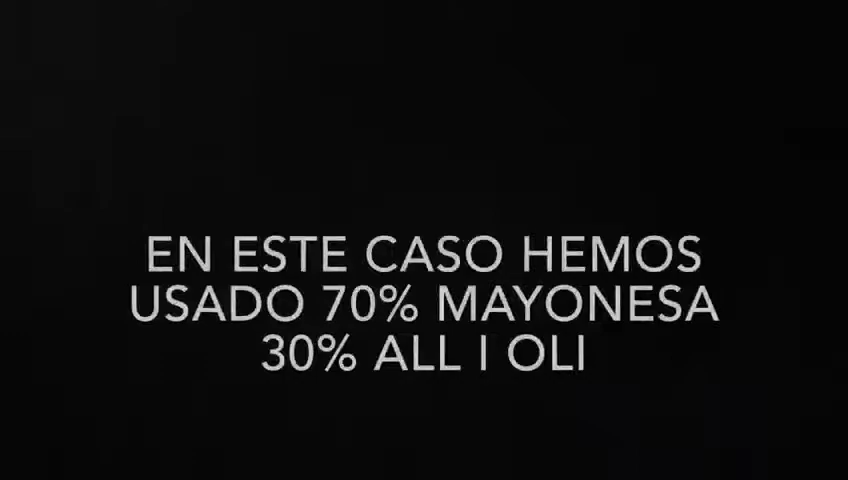 EN ESTE CASO HEMOS
USADO 70% MAYONESA
30% ALL I OLI